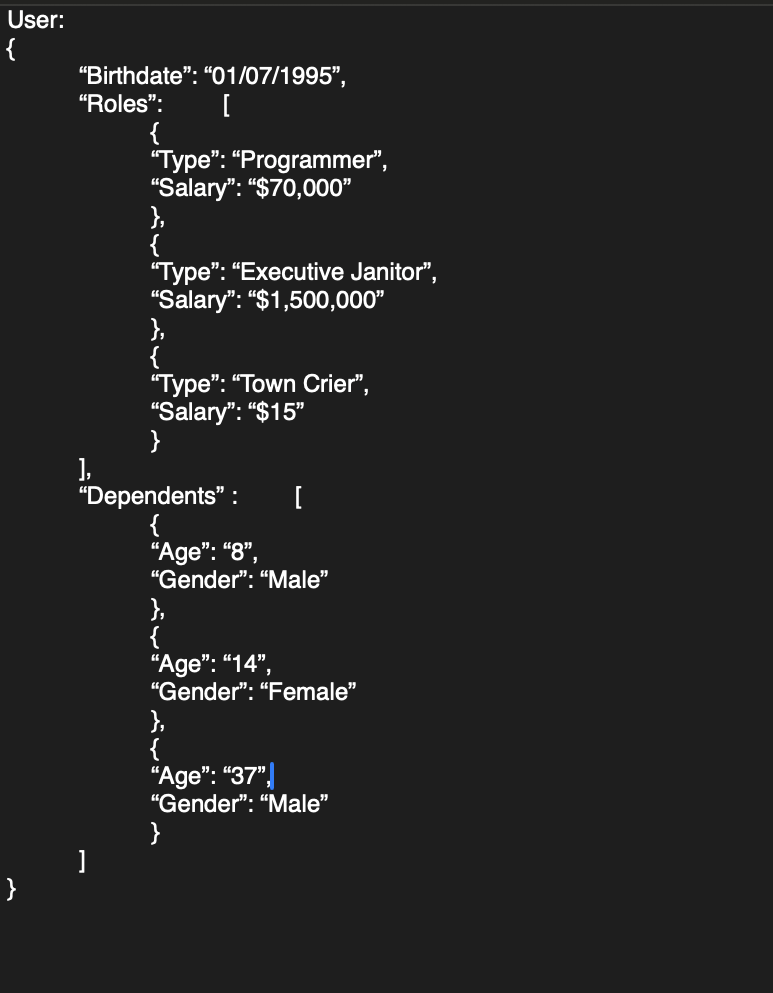 User:
{
“Birthdate”: “01/07/1995”,
“Roles”: [
{
“Type”: “Programmer”,
“Salary”: “$70,000”
},
{
“Type”: “Executive Janitor”,
“Salary”: “$1,500,000”
},
{
“Type”: “Town Crier”,
“Salary”: “$15”
}
],
“Dependents” : [
{
“Age”: “8”,
“Gender”: “Male”
},
{
“Age”: “14”,
“Gender”: “Female”
},
{
“Age”: “37”,
“Gender”: “Male”
}
]
}